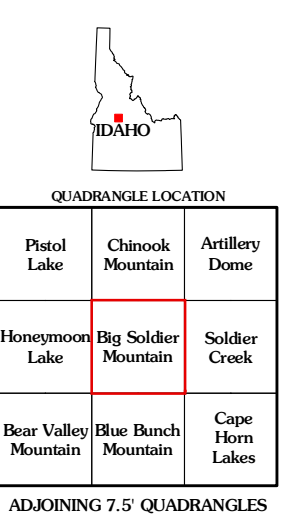 IDAHO
QUADRANGLE LOCATION
Pistol
Lake
Chinook
Mountain
Artillery
Dome
Honeymoon
Lake
Big Soldier
Mountain
Soldier
Creek
Bear Valley
Mountain
Blue Bunch
Mountain
Cape
Horn
Lakes
ADJOINING 7.5' QUADRANGLES